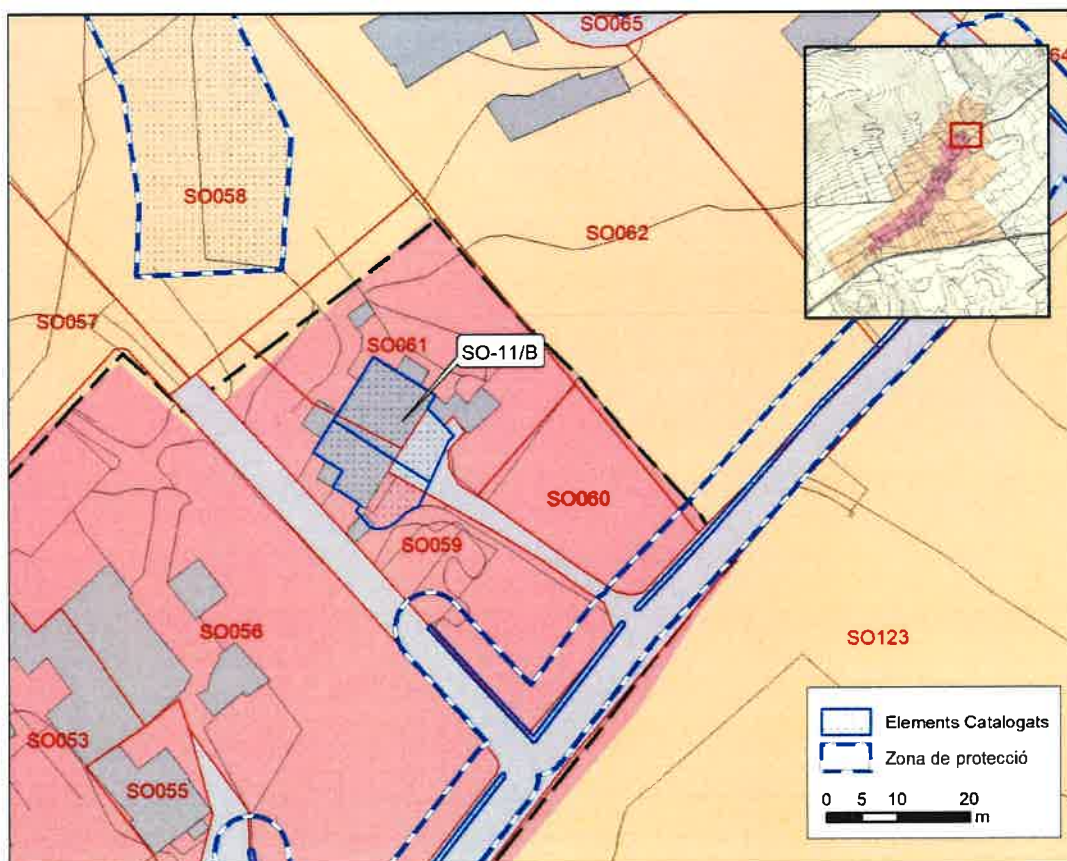 SO065
64
SO058
SO062
SO057
SO061
SO-11/B
SO060
SO059
SO056
SO123
SO053
SO055
Elements Catalogats
Zona de protecció
0 5 10 20
m